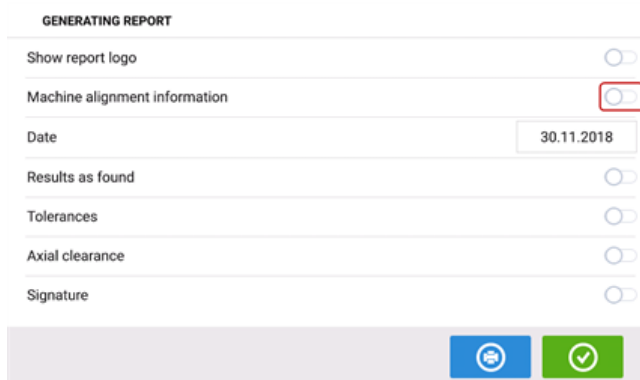 GENERATING REPORT
Show report logo
Machine alignment information
Date 30.11.2018
Results as found
Tolerances
Axial clearance
Signature